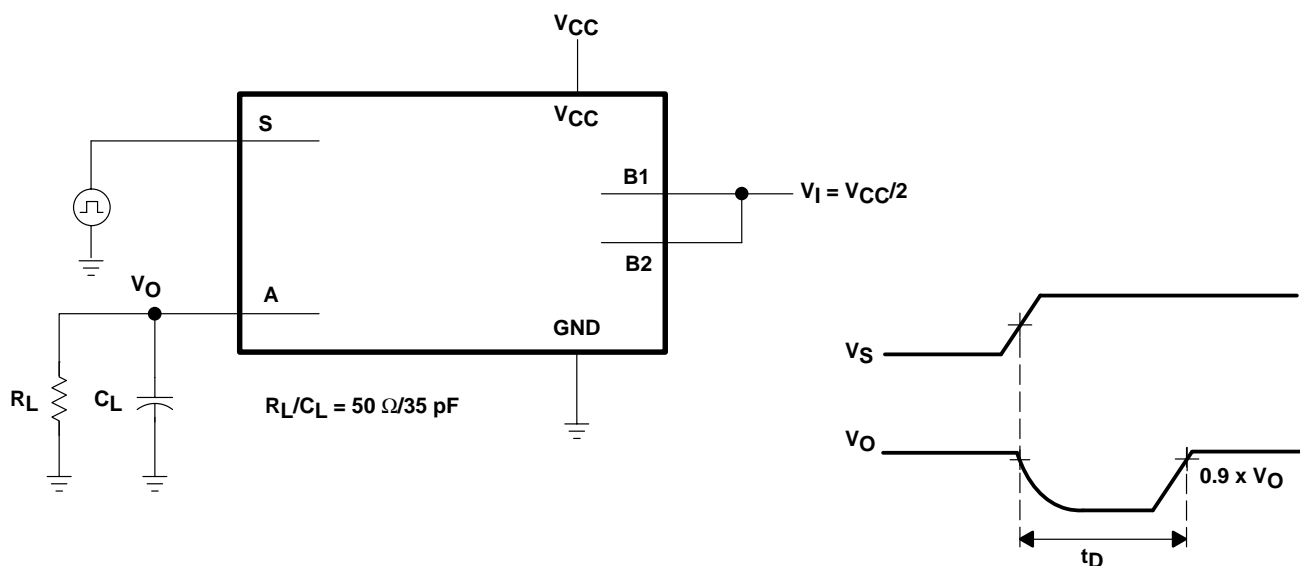 VCC
S
VCC
B1
VI = VCC/2
B2
VO
A
GND
RL
CL
RL/CL = 50 Ω/35 pF
VS
VO
0.9 x VO
tD